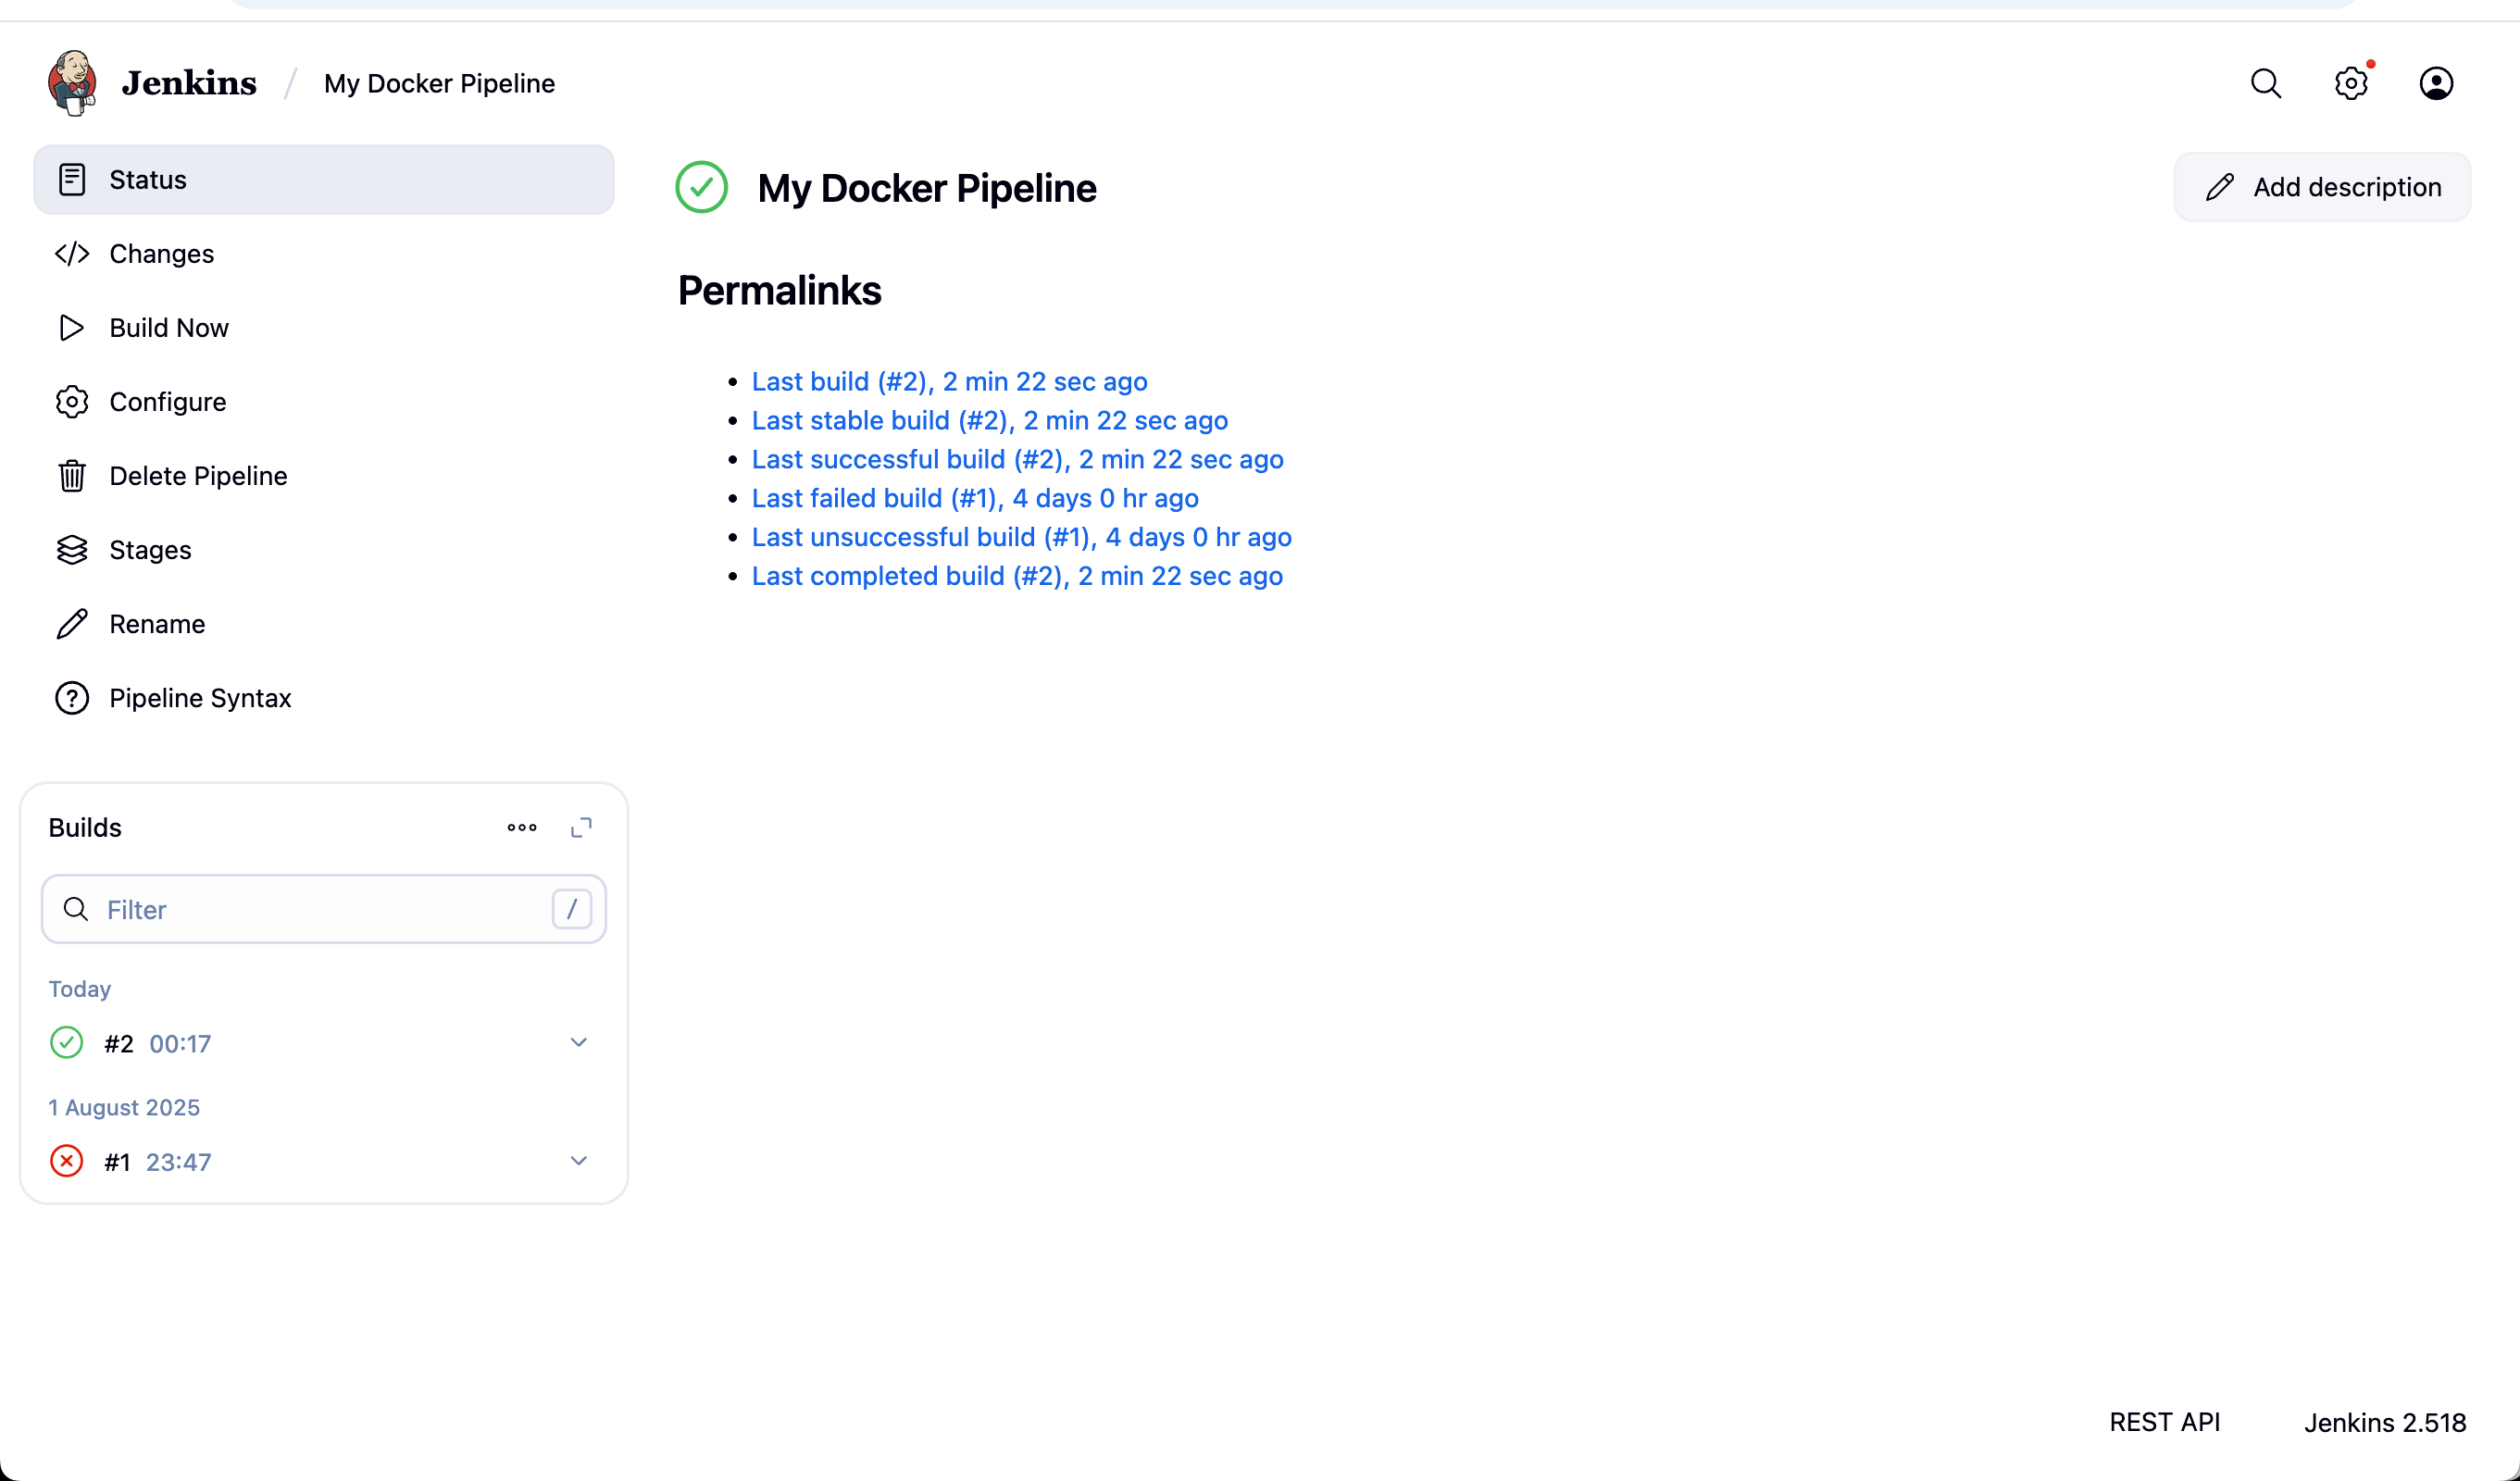 Jenkins / My Docker Pipeline
Status
Changes
Build Now
Configure
Delete Pipeline
Stages
Rename
Pipeline Syntax
Builds
Filter /
Today
#2 00:17
1 August 2025
#1 23:47
My Docker Pipeline
Add description
Permalinks
Last build (#2), 2 min 22 sec ago
Last stable build (#2), 2 min 22 sec ago
Last successful build (#2), 2 min 22 sec ago
Last failed build (#1), 4 days 0 hr ago
Last unsuccessful build (#1), 4 days 0 hr ago
Last completed build (#2), 2 min 22 sec ago
REST API
Jenkins 2.518